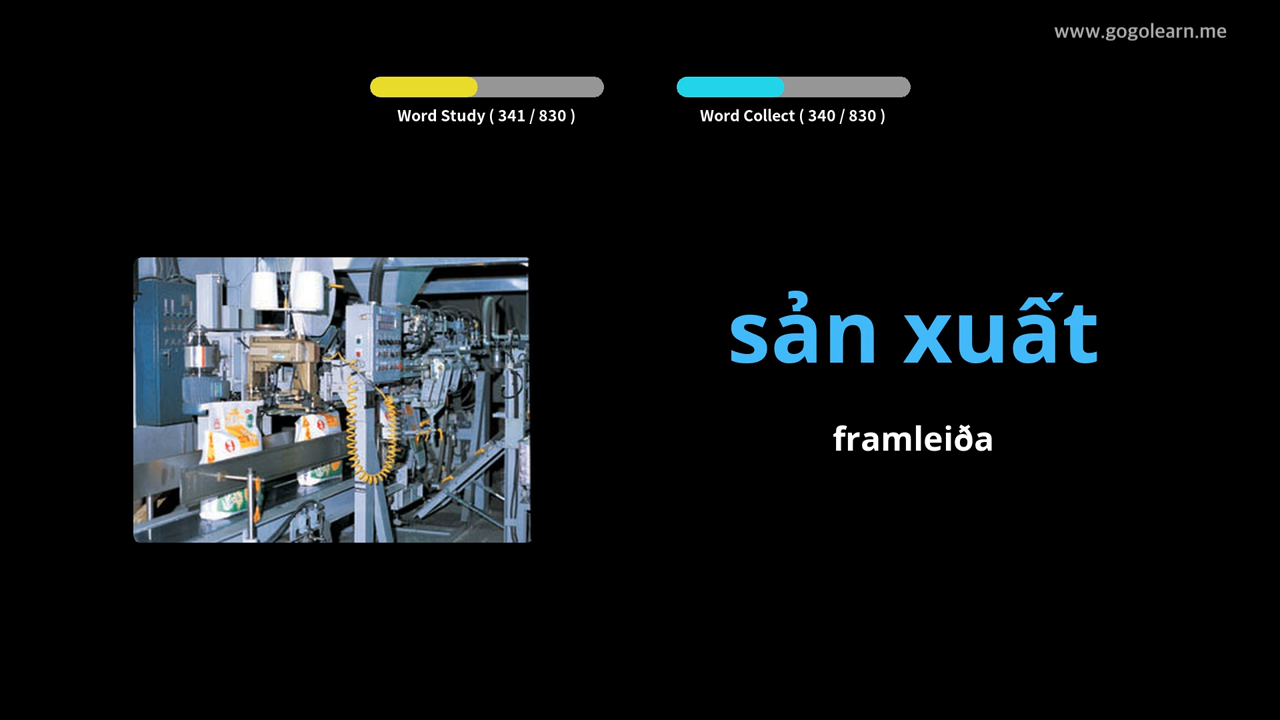 www.gogolearn.me
Word Study ( 341 / 830 )
Word Collect ( 340 / 830 )
sản xuất
framleiða